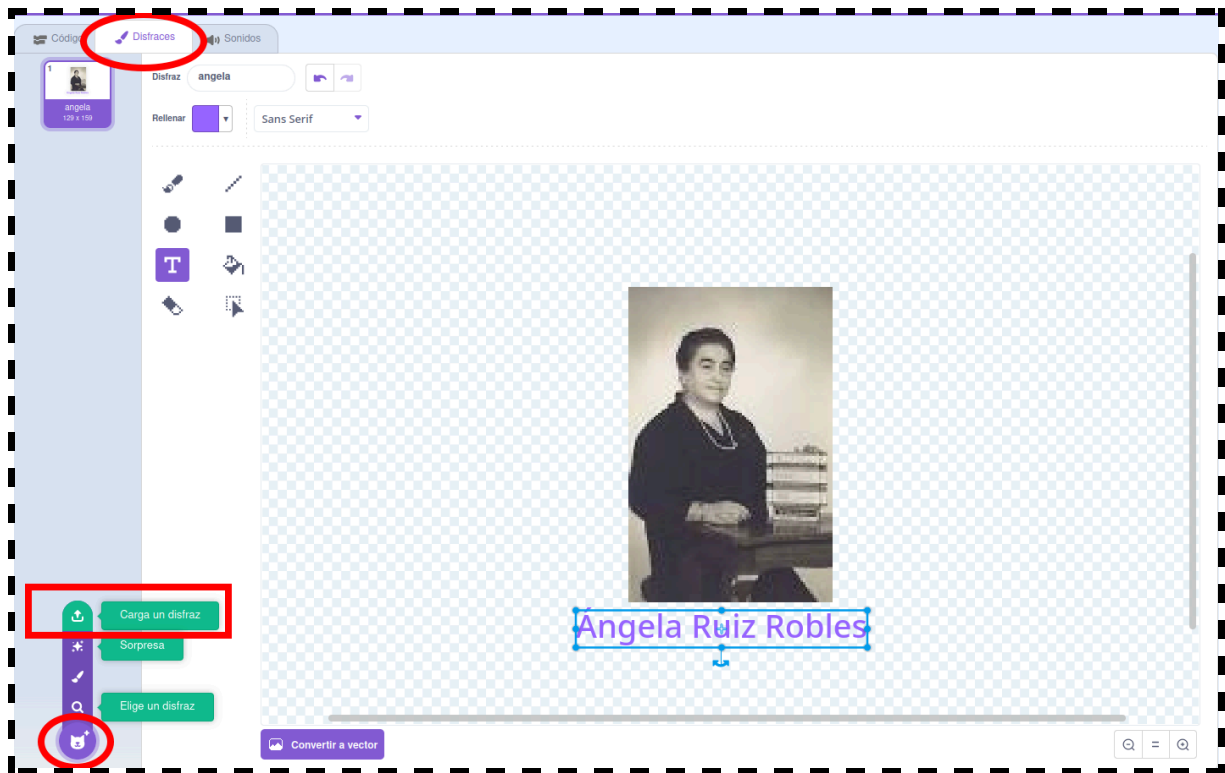 Código
Disfraces
Sonidos
1
angela
129 x 159
Disfraz
angela
Rellenar
Sans Serif
T
Ángela Ruiz Robles
Carga un disfraz
Sorpresa
Elige un disfraz
Convertir a vector